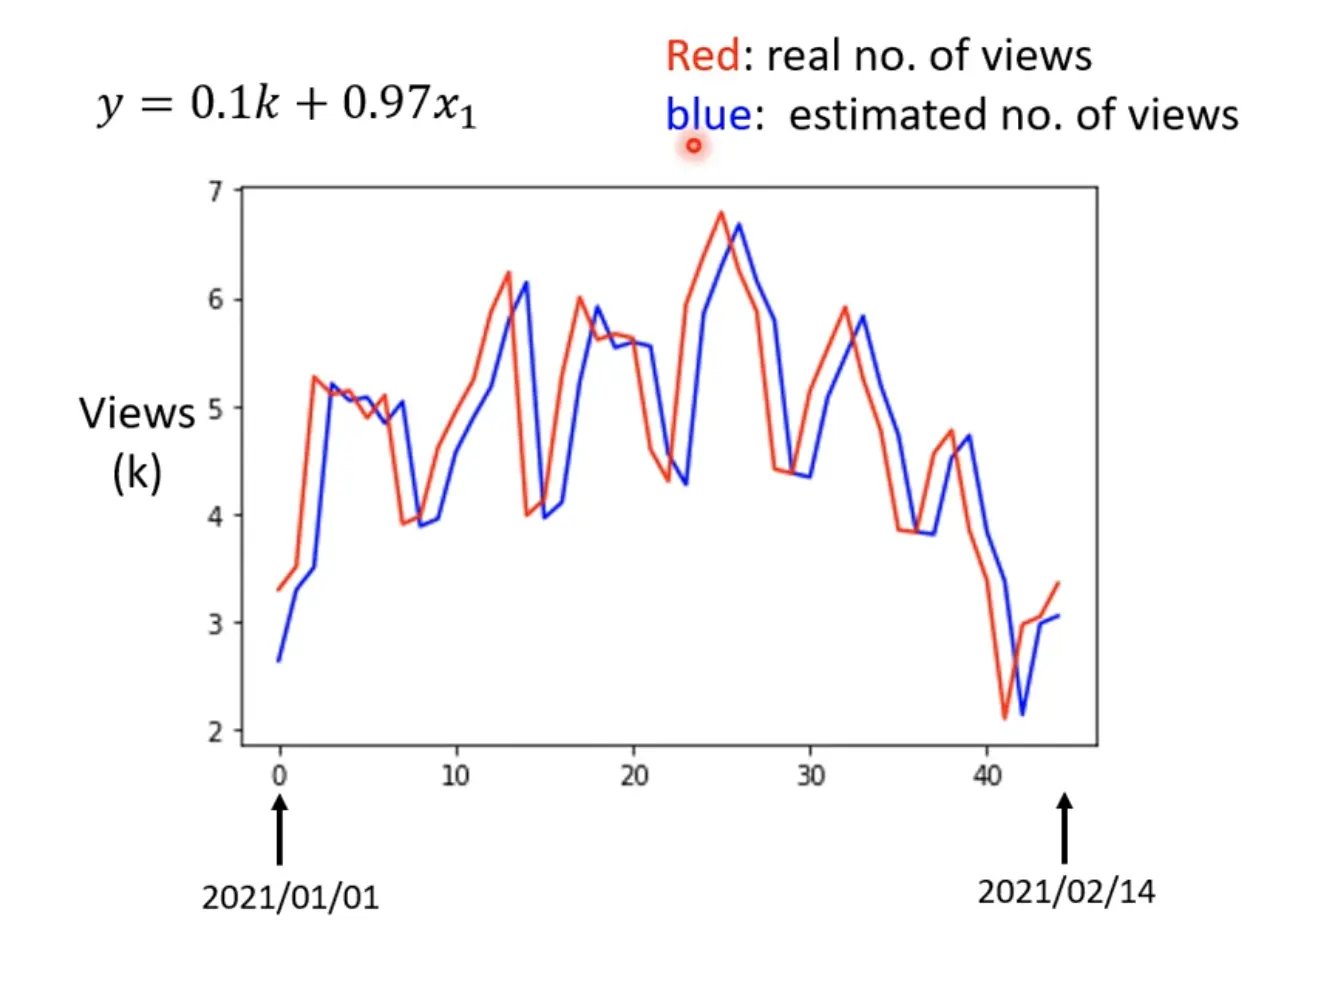 Red: real no. of views
y = 0.1k + 0.97x₁
blue: estimated no. of views
7
6
Views
5
(k)
4
3
2
0 10 20 30 40
2021/01/01
2021/02/14